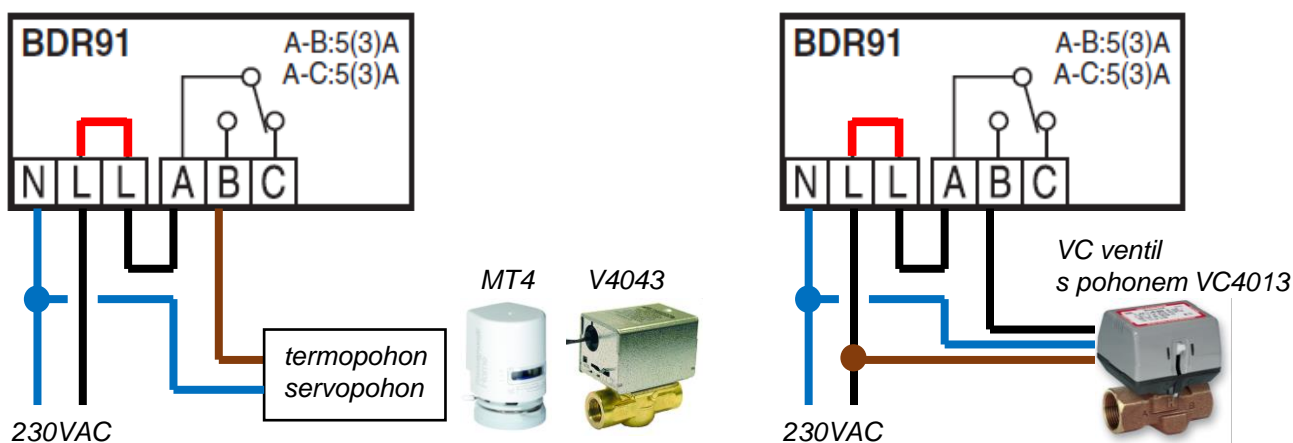 BDR91
A-B:5(3)A
A-C:5(3)A
N L L A B C
MT4
V4043
termopohon
servopohon
230VAC
BDR91
A-B:5(3)A
A-C:5(3)A
N L L A B C
VC ventil
s pohonem VC4013
230VAC